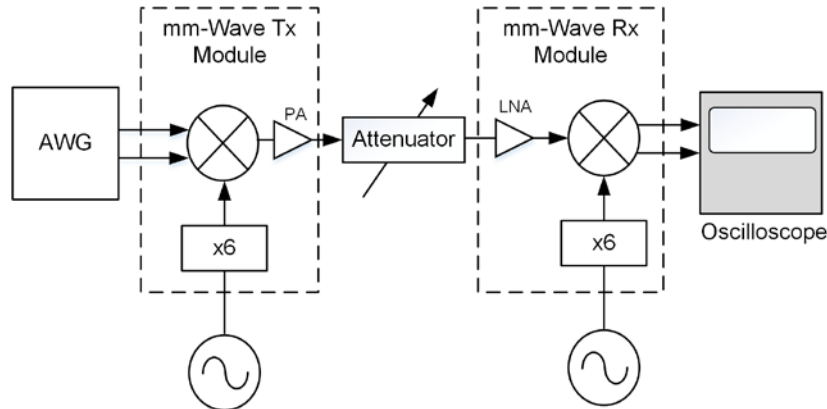 mm-Wave Tx
Module
mm-Wave Rx
Module
AWG
PA
Attenuator
LNA
x6
x6
Oscilloscope